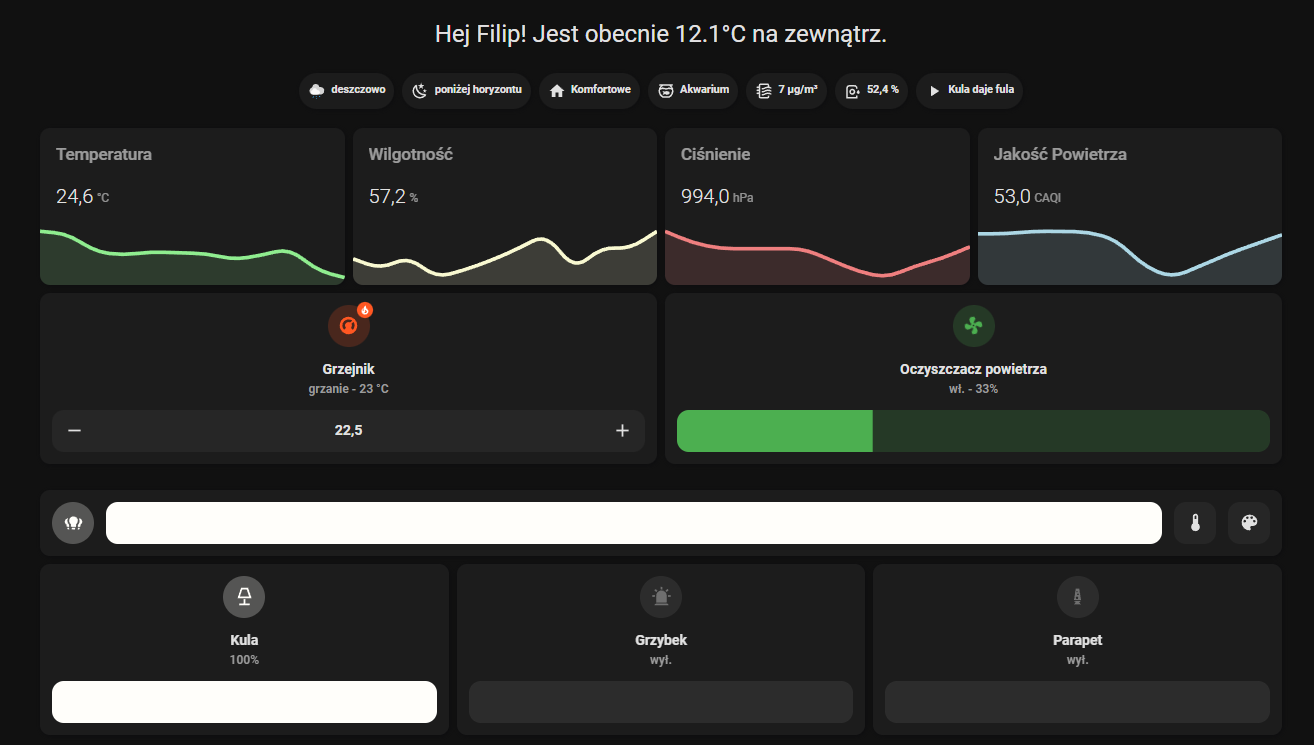 Hej Filip! Jest obecnie 12.1°C na zewnątrz.
deszczowo
poniżej horyzontu
Komfortowe
Akwarium
7 µg/m³
52,4 %
Kula daje fula
Temperatura
24,6 °C
Wilgotność
57,2 %
Ciśnienie
994,0 hPa
Jakość Powietrza
53,0 CAQI
Grzejnik
grzanie - 23 °C
22,5
Oczyszczacz powietrza
wł. - 33%
Kula
100%
Grzybek
wył.
Parapet
wył.